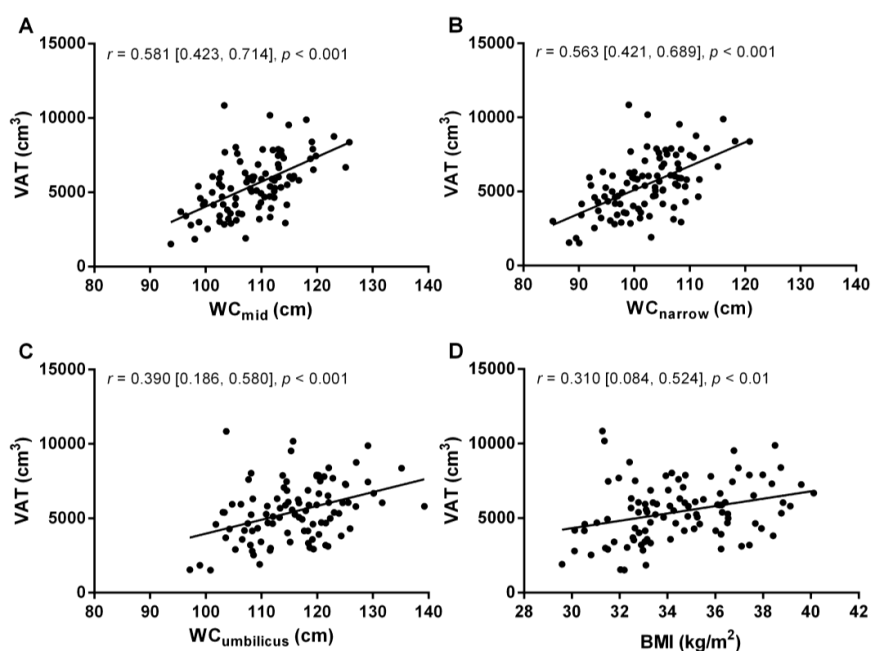 A
r = 0.581 [0.423, 0.714], p < 0.001
VAT (cm³)
15000
10000
5000
0
80 90 100 110 120 130 140
WCmid (cm)
B
r = 0.563 [0.421, 0.689], p < 0.001
VAT (cm³)
15000
10000
5000
0
80 90 100 110 120 130 140
WCnarrow (cm)
C
r = 0.390 [0.186, 0.580], p < 0.001
VAT (cm³)
15000
10000
5000
0
80 90 100 110 120 130 140
WCumbilicus (cm)
D
r = 0.310 [0.084, 0.524], p < 0.01
VAT (cm³)
15000
10000
5000
0
28 30 32 34 36 38 40 42
BMI (kg/m²)